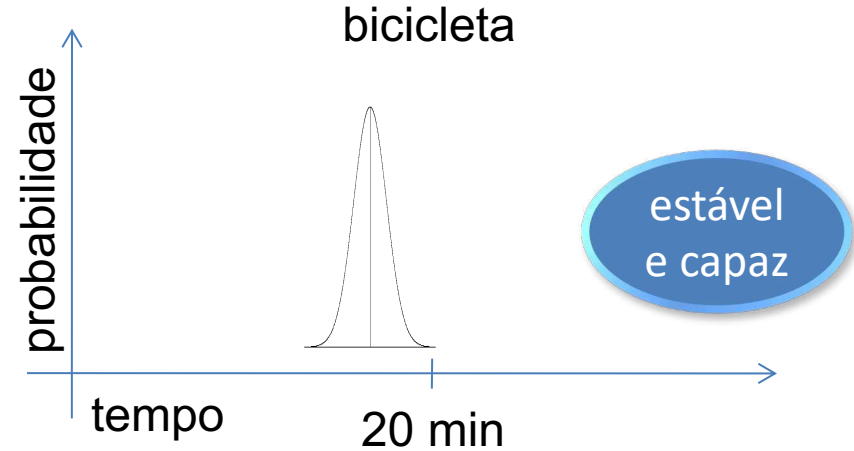 bicicleta
probabilidade
estável
e capaz
tempo
20 min